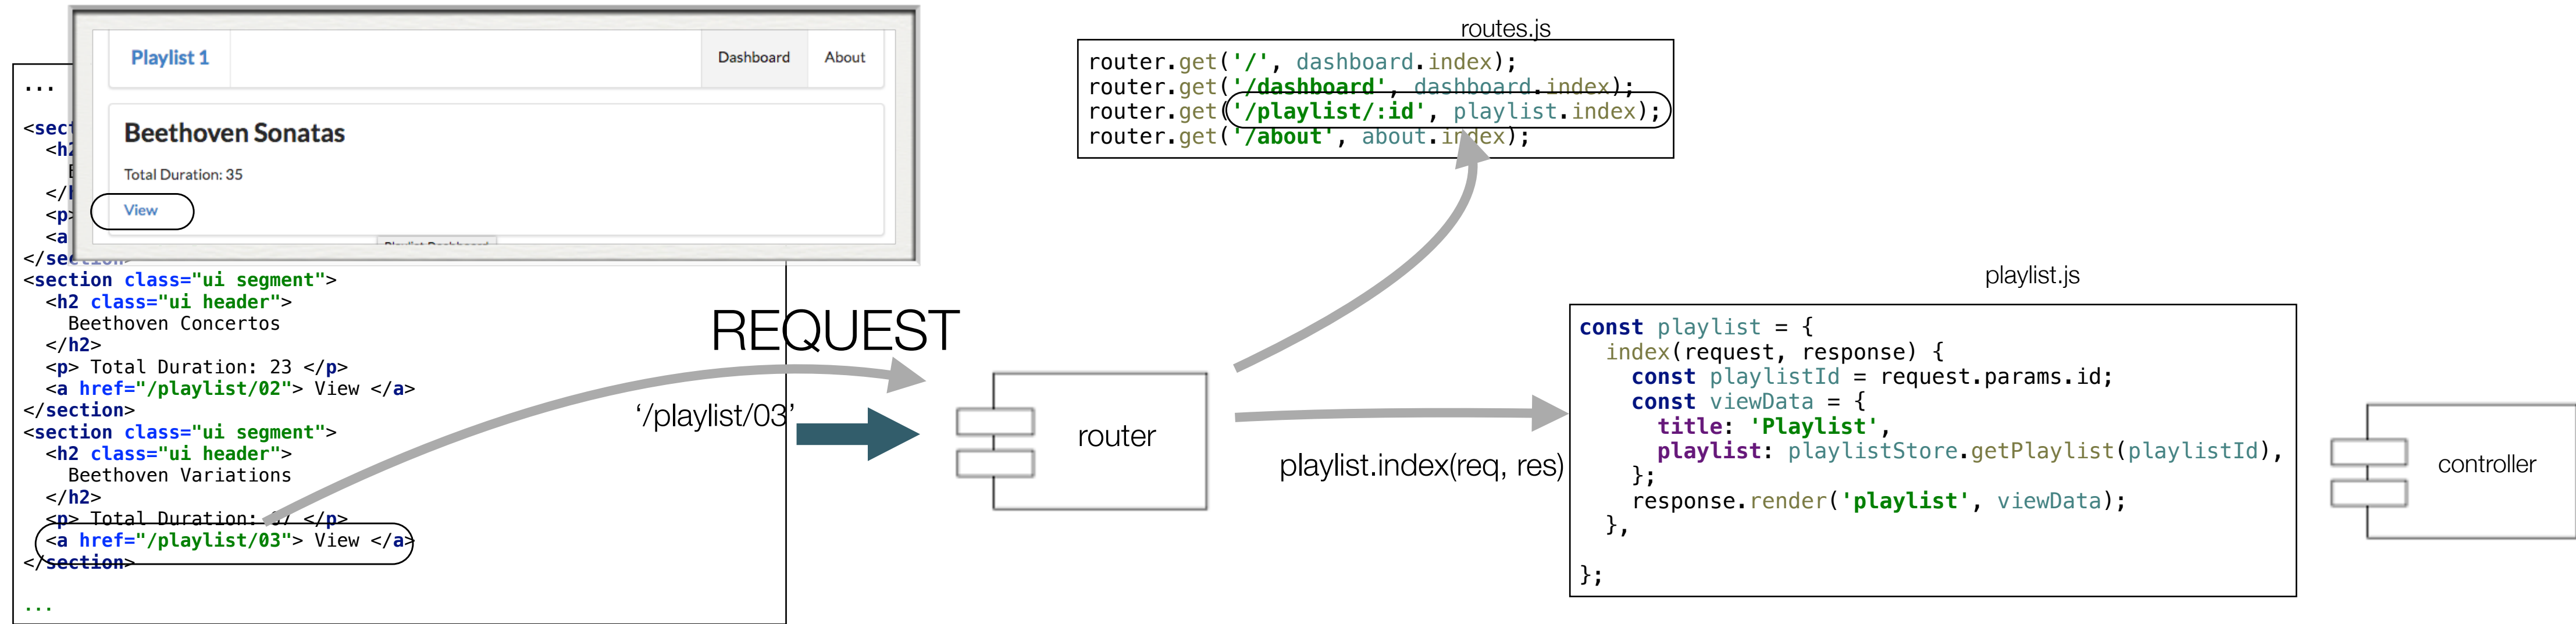 Playlist 1
Dashboard
About
Beethoven Sonatas
Total Duration: 35
View
...
<sect
<h2
</h
<p>
<a
</section>
<section class="ui segment">
<h2 class="ui header">
Beethoven Concertos
</h2>
<p> Total Duration: 23 </p>
<a href="/playlist/02"> View </a>
</section>
<section class="ui segment">
<h2 class="ui header">
Beethoven Variations
</h2>
<p> Total Duration: </p>
<a href="/playlist/03"> View </a>
</section>
...
REQUEST
‘/playlist/03’
router
routes.js
router.get('/', dashboard.index);
router.get('/dashboard', dashboard.index);
router.get('/playlist/:id', playlist.index);
router.get('/about', about.index);
playlist.index(req, res)
playlist.js
const playlist = {
index(request, response) {
const playlistId = request.params.id;
const viewData = {
title: 'Playlist',
playlist: playlistStore.getPlaylist(playlistId),
};
response.render('playlist', viewData);
},
};
controller